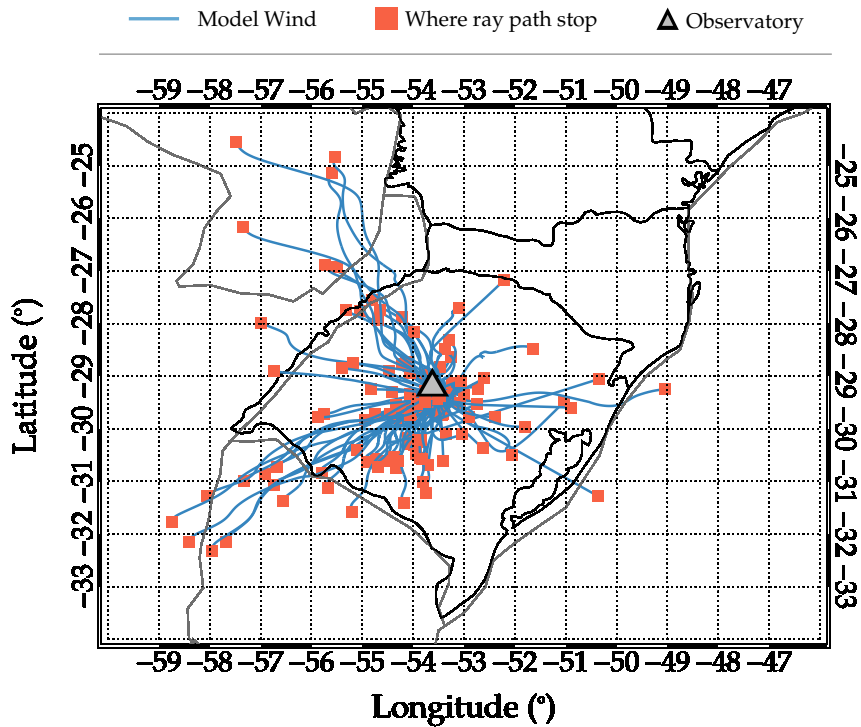 Model Wind Where ray path stop Observatory
−59 −58 −57 −56 −55 −54 −53 −52 −51 −50 −49 −48 −47
−25 −25
−26 −26
−27 −27
−28 −28
−29 −29
−30 −30
−31 −31
−32 −32
−33 −33
Latitude (°)
−59 −58 −57 −56 −55 −54 −53 −52 −51 −50 −49 −48 −47
Longitude (°)